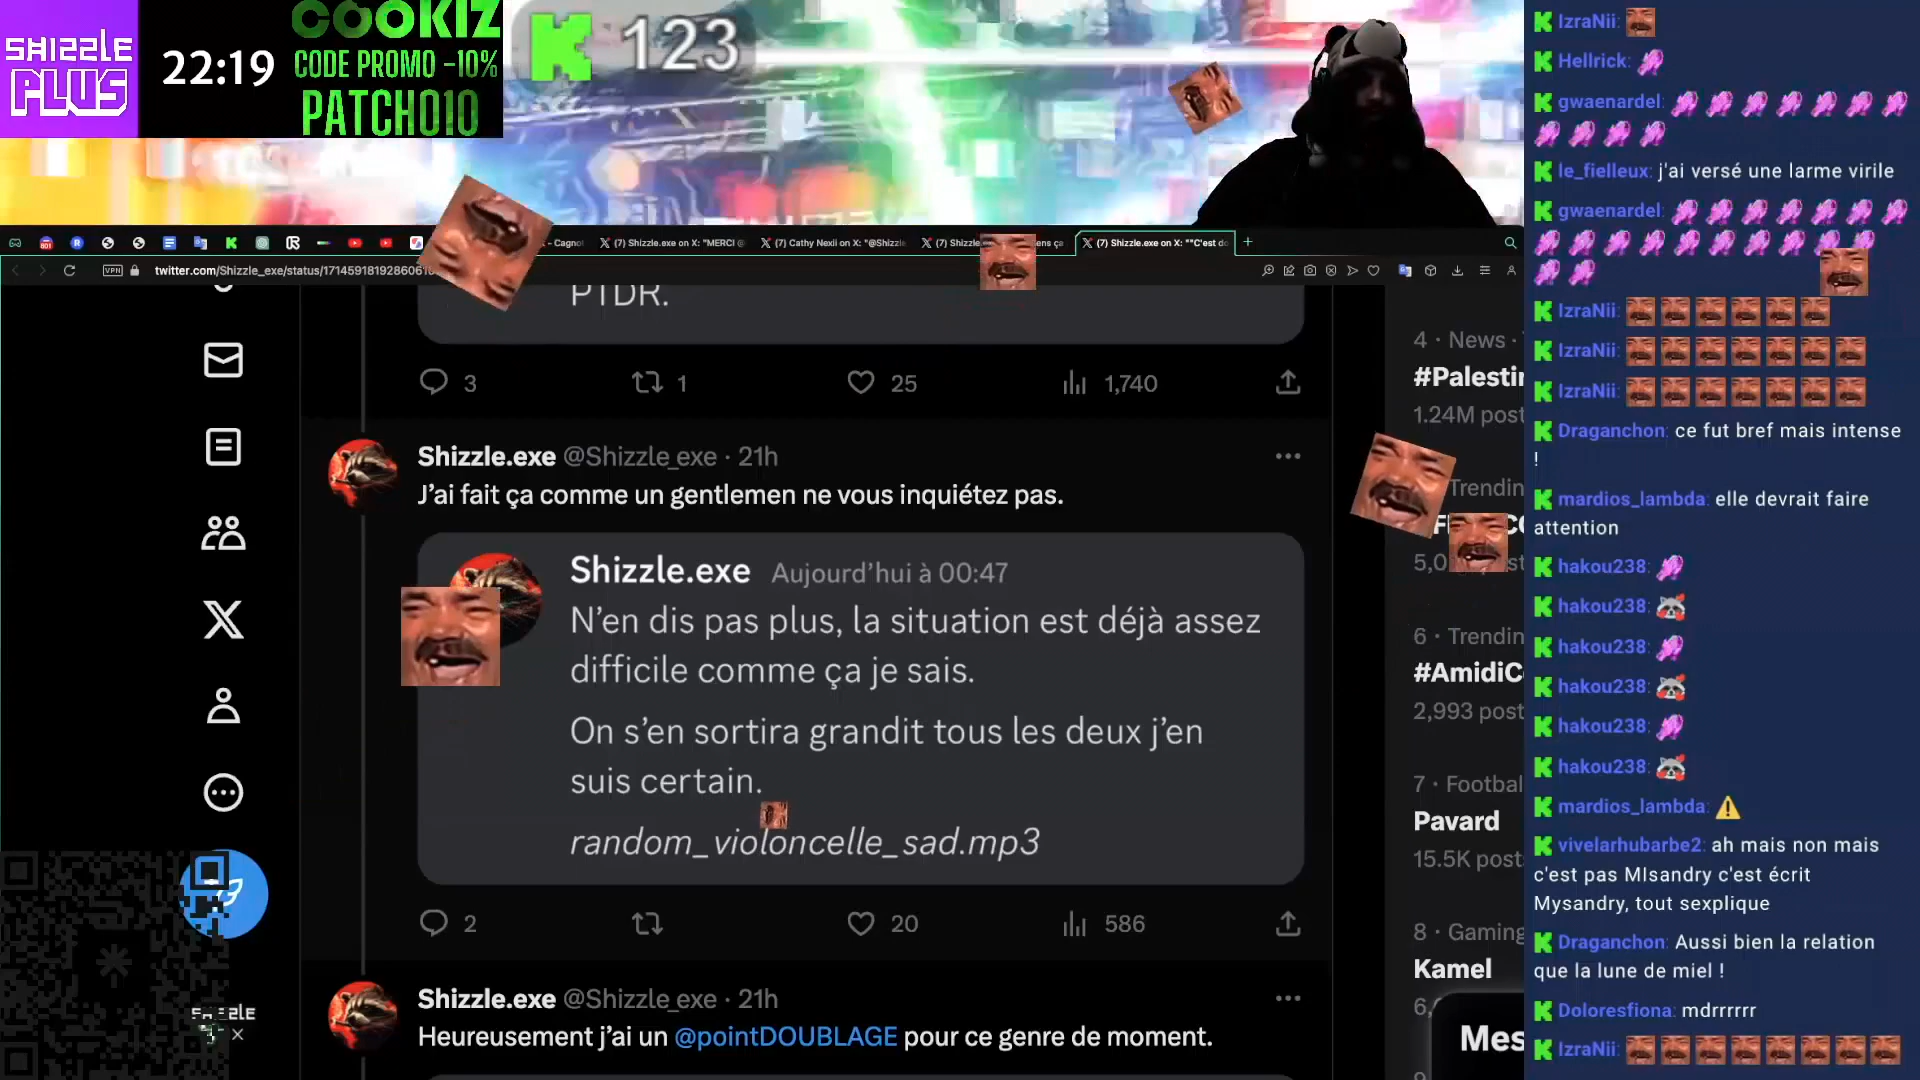 SHIZZLE
PLUS
22:19
COOKIZ
CODE PROMO -10%
PATCHO10
123
- Cagno
(7) Shizzle.exe on X: "MERCI @
(7) Cathy Nexii on X: "@Shizzle
(7) Shizzle
ens ça
(7) Shizzle.exe on X: ""C'est do
VPN
twitter.com/Shizzle_exe/status/171459181928606
PTDR.
3
1
25
1,740
Shizzle.exe @Shizzle_exe · 21h
J'ai fait ça comme un gentlemen ne vous inquiétez pas.
Shizzle.exe Aujourd'hui à 00:47
N'en dis pas plus, la situation est déjà assez
difficile comme ça je sais.
On s'en sortira grandit tous les deux j'en
suis certain.
random_violoncelle_sad.mp3
2
20
586
Shizzle.exe @Shizzle_exe · 21h
Heureusement j'ai un @pointDOUBLAGE pour ce genre de moment.
4 · News ·
#Palestin
1.24M post
Trendin
5,0
6 · Trendin
#AmidiC
2,993 post
7 · Footbal
Pavard
15.5K post
8 · Gaming
Kamel
6,
Mes
IzraNii:
Hellrick:
gwaenardel:
le_fielleux: j'ai versé une larme virile
gwaenardel:
IzraNii:
IzraNii:
IzraNii:
Draganchon: ce fut bref mais intense
!
mardios_lambda: elle devrait faire
attention
hakou238:
hakou238:
hakou238:
hakou238:
hakou238:
hakou238:
mardios_lambda:
vivelarhubarbe2: ah mais non mais
c'est pas MIsandry c'est écrit
Mysandry, tout sexplique
Draganchon: Aussi bien la relation
que la lune de miel !
Doloresfiona: mdrrrrrr
IzraNii: